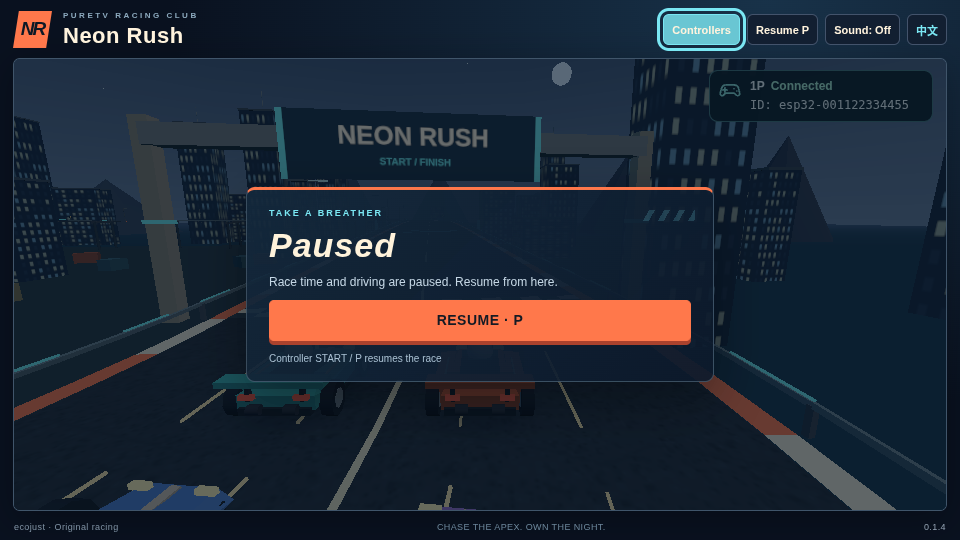 NR
PURETV RACING CLUB
Neon Rush
Controllers
Resume P
Sound: Off
中文
1P Connected
ID: esp32-001122334455
NEON RUSH
START / FINISH
TAKE A BREATHER
Paused
Race time and driving are paused. Resume from here.
RESUME · P
Controller START / P resumes the race
ecojust · Original racing
CHASE THE APEX. OWN THE NIGHT.
0.1.4